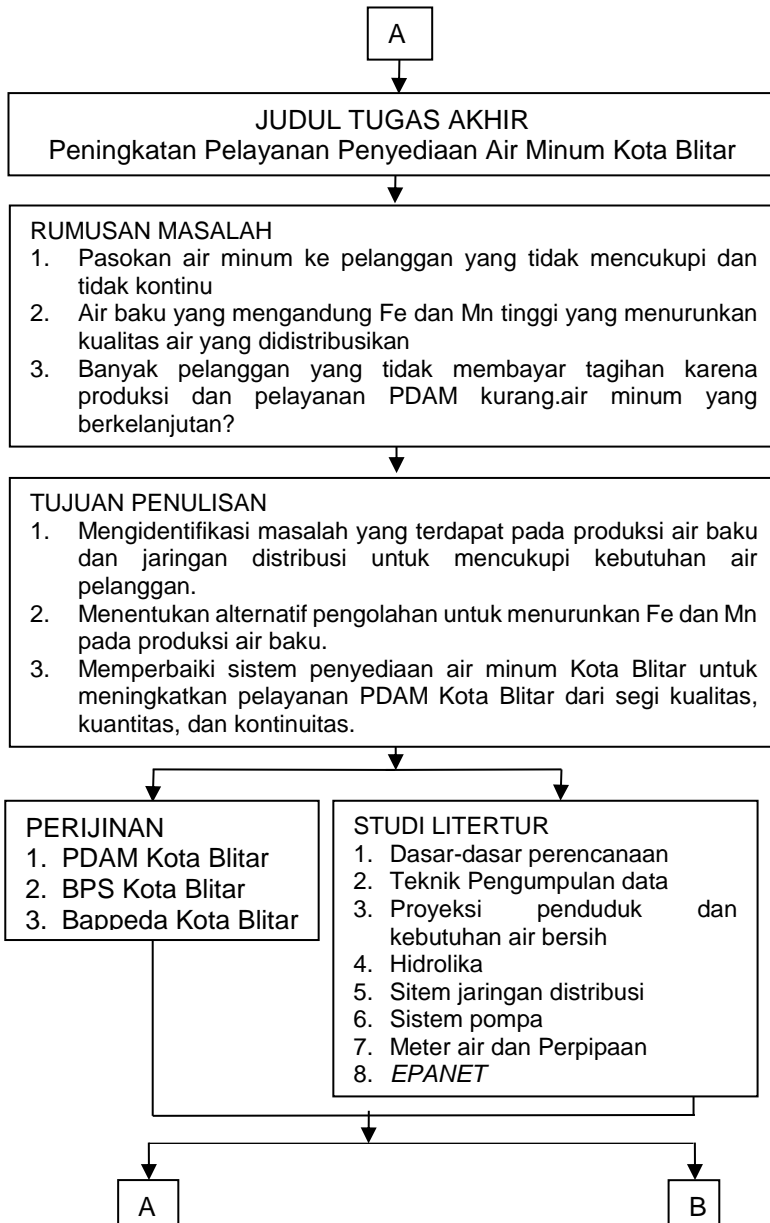 A
JUDUL TUGAS AKHIR
Peningkatan Pelayanan Penyediaan Air Minum Kota Blitar
RUMUSAN MASALAH
1. Pasokan air minum ke pelanggan yang tidak mencukupi dan
tidak kontinu
2. Air baku yang mengandung Fe dan Mn tinggi yang menurunkan
kualitas air yang didistribusikan
3. Banyak pelanggan yang tidak membayar tagihan karena
produksi dan pelayanan PDAM kurang.air minum yang
berkelanjutan?
TUJUAN PENULISAN
1. Mengidentifikasi masalah yang terdapat pada produksi air baku
dan jaringan distribusi untuk mencukupi kebutuhan air
pelanggan.
2. Menentukan alternatif pengolahan untuk menurunkan Fe dan Mn
pada produksi air baku.
3. Memperbaiki sistem penyediaan air minum Kota Blitar untuk
meningkatkan pelayanan PDAM Kota Blitar dari segi kualitas,
kuantitas, dan kontinuitas.
PERIJINAN
1. PDAM Kota Blitar
2. BPS Kota Blitar
3. Bappeda Kota Blitar
STUDI LITERTUR
1. Dasar-dasar perencanaan
2. Teknik Pengumpulan data
3. Proyeksi penduduk dan
kebutuhan air bersih
4. Hidrolika
5. Sitem jaringan distribusi
6. Sistem pompa
7. Meter air dan Perpipaan
8. EPANET
A
B